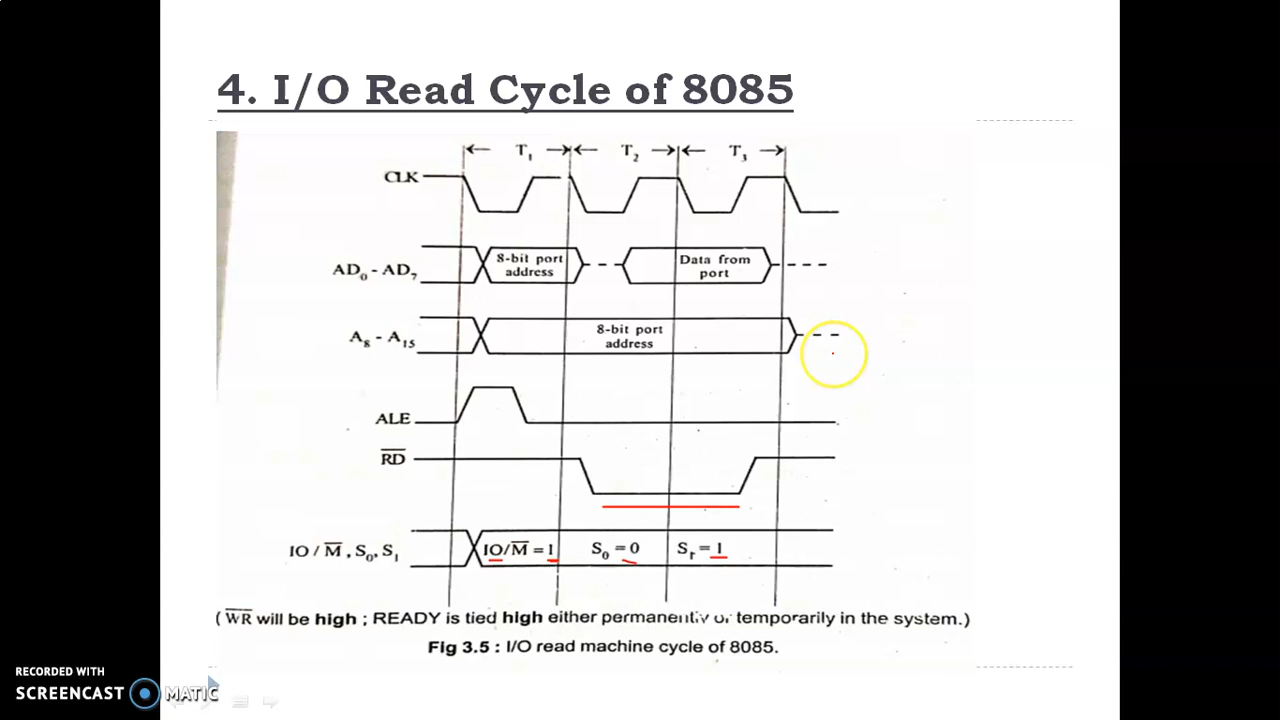 4. I/O Read Cycle of 8085
T₁ T₂ T₃
CLK
AD₀ - AD₇
8-bit port
address
Data from
port
A₈ - A₁₅
8-bit port
address
ALE
R̅D̅
IO / M̅ , S₀, S₁
IO/M̅ = 1 S₀ = 0 S₁ = 1
( W̅R̅ will be high ; READY is tied high either permanently or temporarily in the system.)
Fig 3.5 : I/O read machine cycle of 8085.
RECORDED WITH
SCREENCAST MATIC